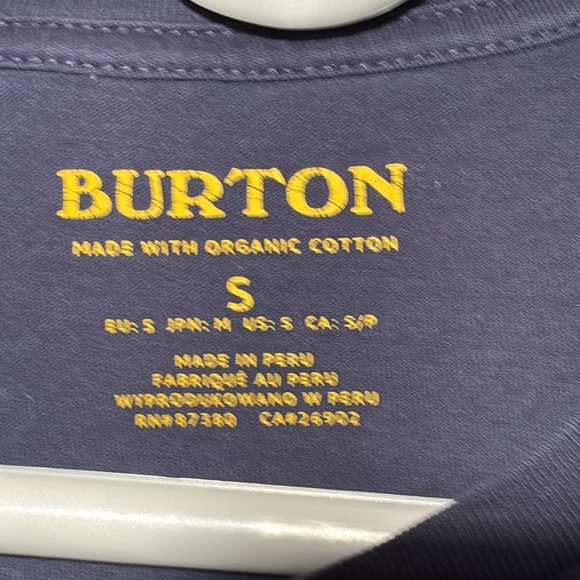 BURTON
MADE WITH ORGANIC COTTON
S
EU: S JPN: M US: S CA: S/P
MADE IN PERU
FABRIQUÉ AU PERU
WYPRODUKOWANO W PERU
RN#87380 CA#26902